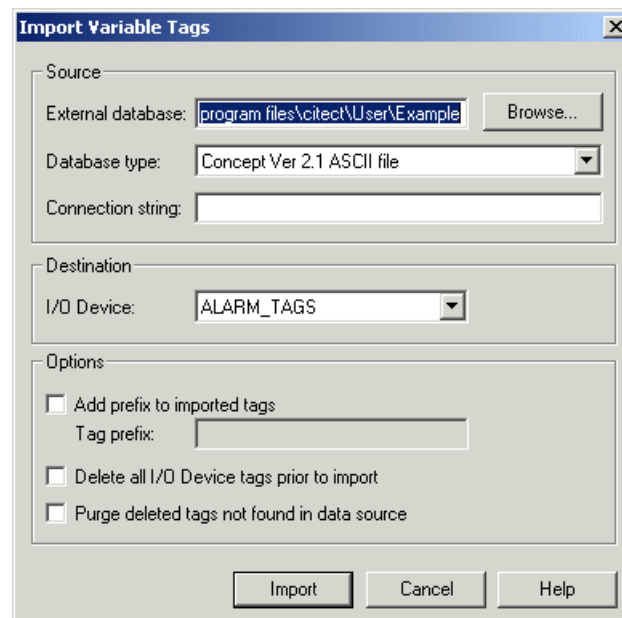 Import Variable Tags
Source
External database: program files\citect\User\Example Browse...
Database type: Concept Ver 2.1 ASCII file
Connection string:
Destination
I/O Device: ALARM_TAGS
Options
Add prefix to imported tags
Tag prefix:
Delete all I/O Device tags prior to import
Purge deleted tags not found in data source
Import Cancel Help